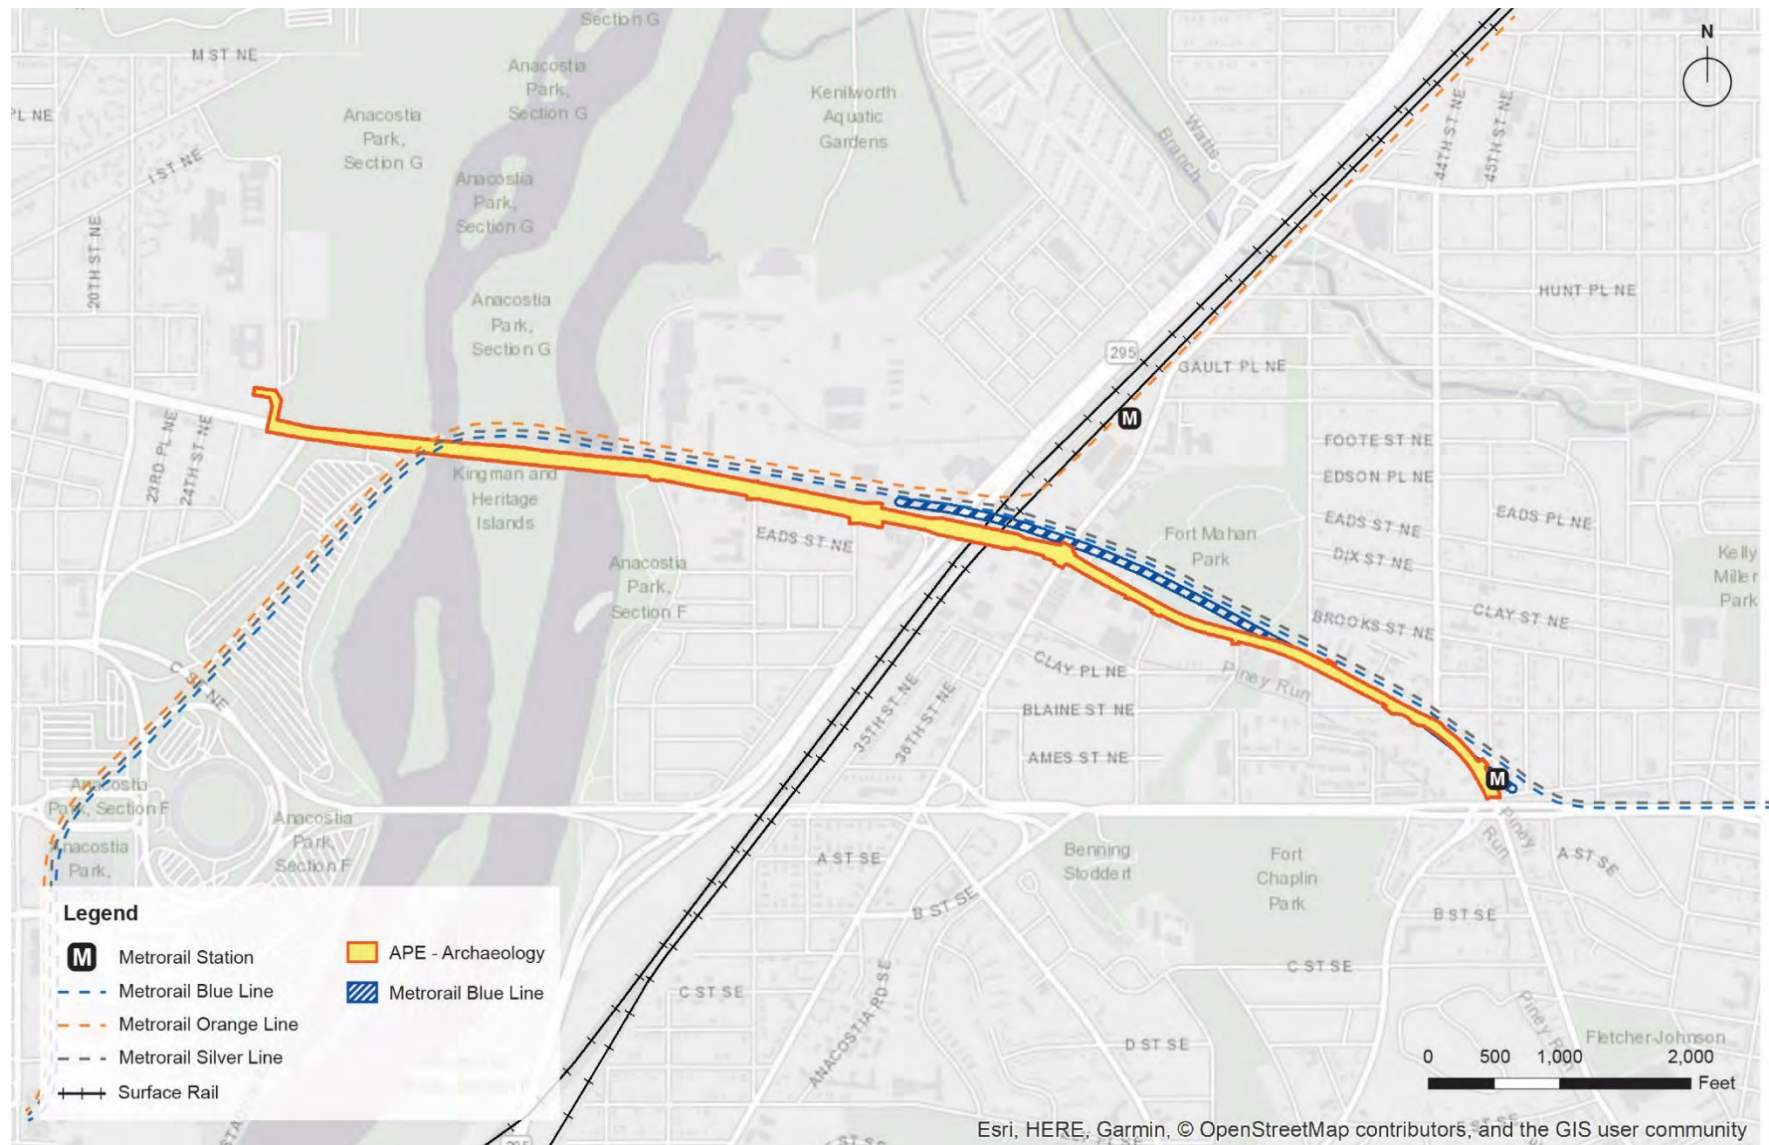 Section G
M ST NE
Anacostia
Park,
Section G
N
PL NE
Anacostia
Park,
Section G
Kenilworth
Aquatic
Gardens
Watts
Branch
44TH ST NE
45TH ST NE
I ST NE
Anacostia
Park,
Section G
20TH ST NE
HUNT PL NE
Anacostia
Park,
Section G
295
GAULT PL NE
M
23RD PL NE
24TH ST NE
FOOTE ST NE
EDSON PL NE
Kingman and
Heritage
Islands
EADS ST NE
EADS ST NE
EADS PL NE
DIX ST NE
Fort Mahan
Park
Kelly
Miller
Park
Anacostia
Park,
Section F
BROOKS ST NE
CLAY ST NE
C ST NE
CLAY PL NE
Piney Run
35TH ST NE
36TH ST NE
BLAINE ST NE
AMES ST NE
M
Anacostia
Park, Section F
Anacostia
Park,
Section F
Anacostia
Park,
A ST SE
Benning
Stoddert
Fort
Chaplin
Park
Piney
Run
A ST SE
B ST SE
B ST SE
Legend
M Metrorail Station
Metrorail Blue Line
Metrorail Orange Line
Metrorail Silver Line
Surface Rail
APE - Archaeology
Metrorail Blue Line
C ST SE
C ST SE
ANACOSTIA RD SE
D ST SE
Piney Run
Fletcher-Johnson
0 500 1,000 2,000
Feet
Esri, HERE, Garmin, © OpenStreetMap contributors, and the GIS user community